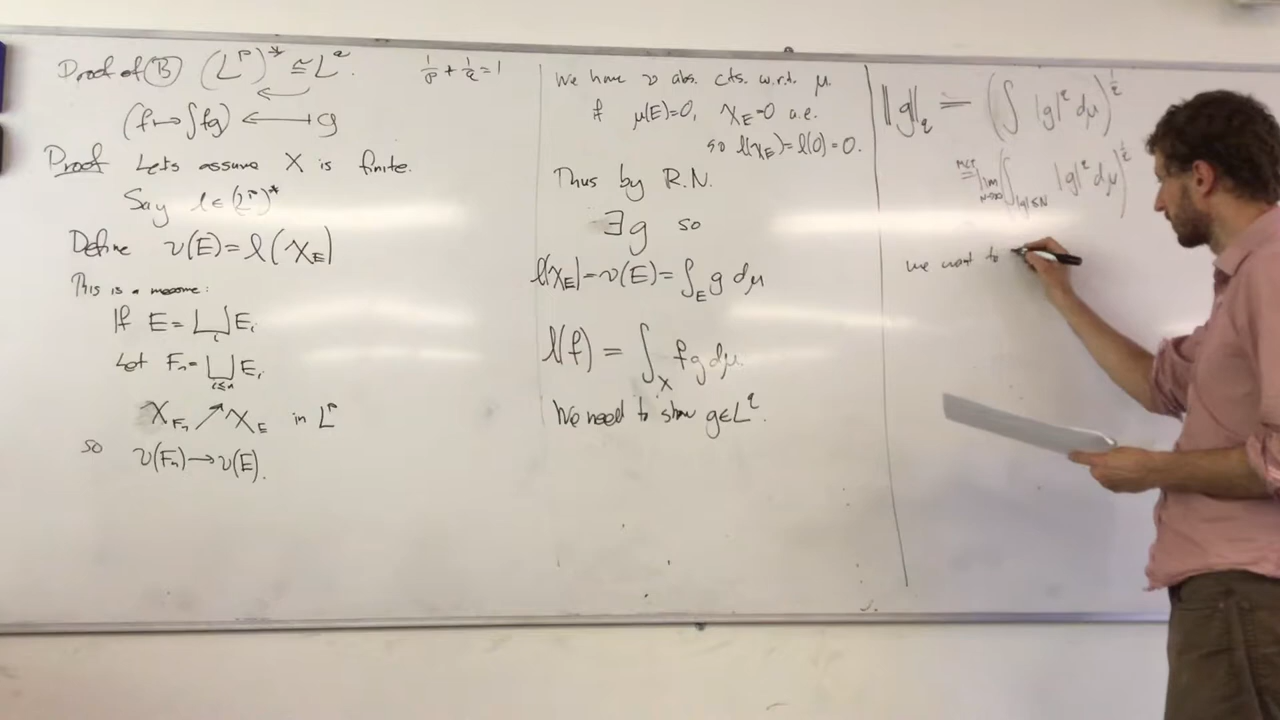 Proof of (B) (L^p)^* ≅ L^q. 1/p + 1/q = 1
(f ↦ ∫fg) ⟵ g
Proof Let's assume X is finite.
Say l ∈ (L^p)^*
Define ν(E) = l(χ_E)
This is a measure:
If E = ⨆_i E_i
Let F_n = ⨆_{i≤n} E_i
χ_{F_n} ↗ χ_E in L^p
so ν(F_n) → ν(E).
We have ν abs. cts. w.r.t. μ.
if μ(E)=0, χ_E=0 a.e.
so l(χ_E) = l(0) = 0.
Thus by R.N.
∃g so
l(χ_E) = ν(E) = ∫_E g dμ
l(f) = ∫_X fg dμ.
We need to show g∈L^q.
‖g‖_q = (∫ |g|^q dμ)^{1/q}
MCT = lim_{N→∞} (∫_{|g|≤N} |g|^q dμ)^{1/q}
We want to